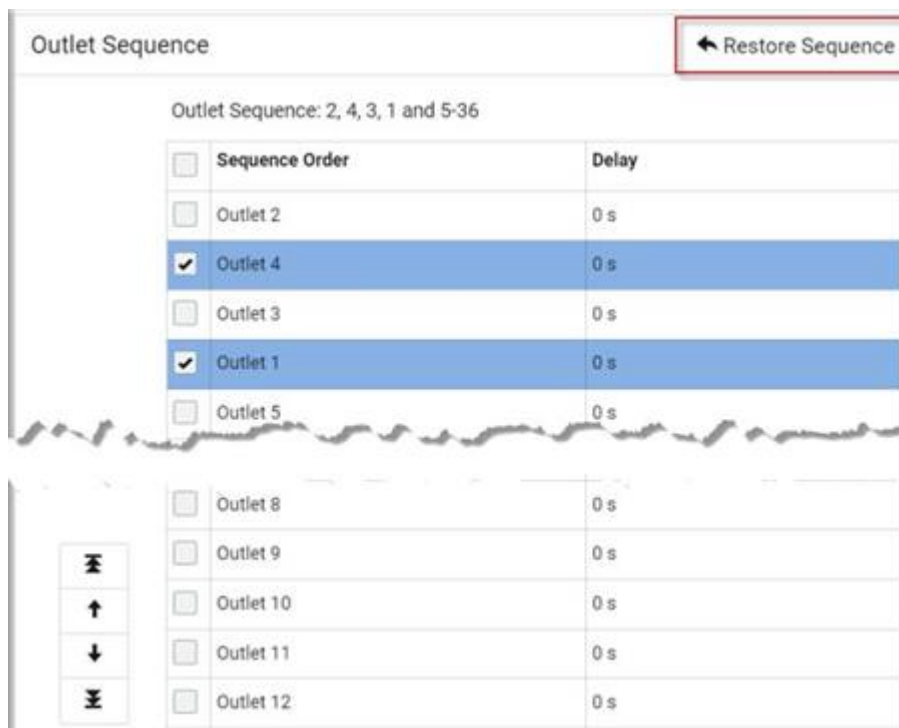 Outlet Sequence
Restore Sequence
Outlet Sequence: 2, 4, 3, 1 and 5-36
Sequence Order Delay
Outlet 2 0 s
Outlet 4 0 s
Outlet 3 0 s
Outlet 1 0 s
Outlet 5 0 s
Outlet 8 0 s
Outlet 9 0 s
Outlet 10 0 s
Outlet 11 0 s
Outlet 12 0 s